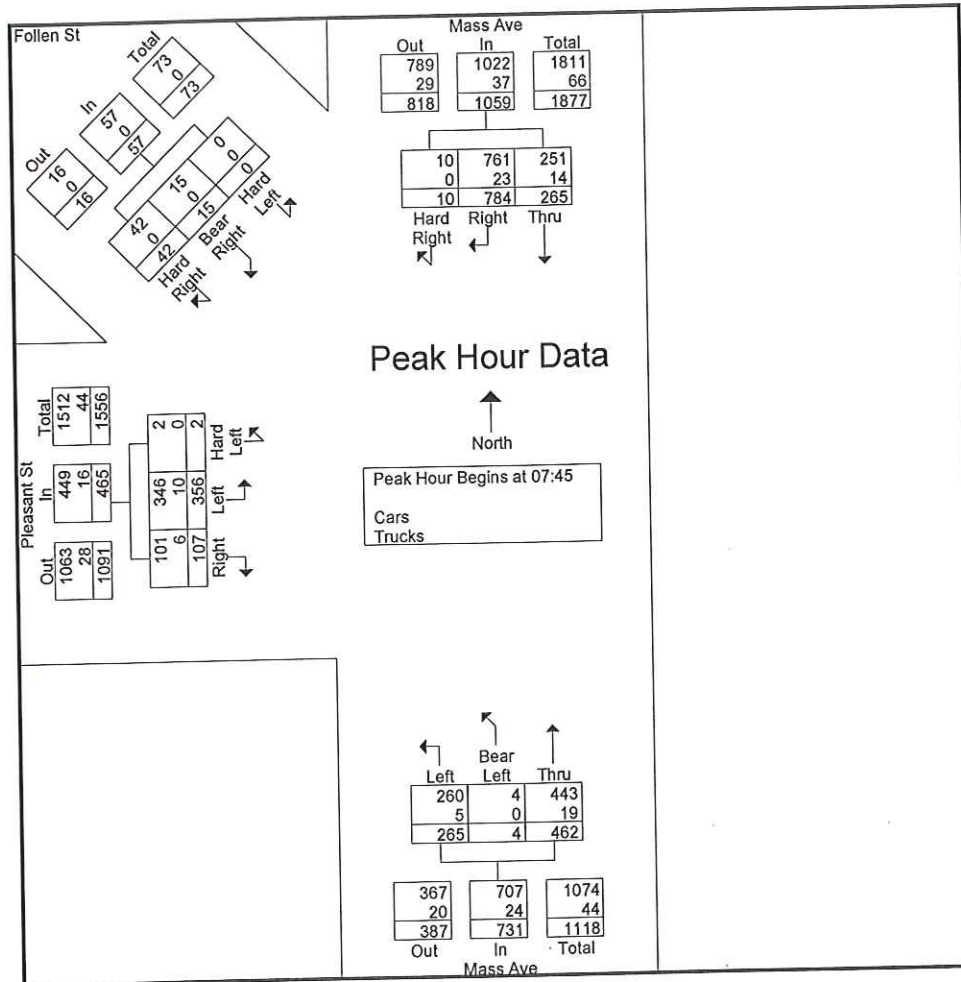 Follen St
Total
73
0
73
In
57
0
57
Out
16
0
16
42 15 0
0 0 0
42 15 0
Hard Right
Bear Right
Hard Left
Mass Ave
Out In Total
789 1022 1811
29 37 66
818 1059 1877
10 761 251
0 23 14
10 784 265
Hard Right Thru
Right
Peak Hour Data
North
Peak Hour Begins at 07:45
Cars
Trucks
Pleasant St
Out In Total
1063 449 1512
28 16 44
1091 465 1556
101 346 2
6 10 0
107 356 2
Right Left Hard
Left
Bear
Left Left Thru
260 4 443
5 0 19
265 4 462
367 707 1074
20 24 44
387 731 1118
Out In Total
Mass Ave